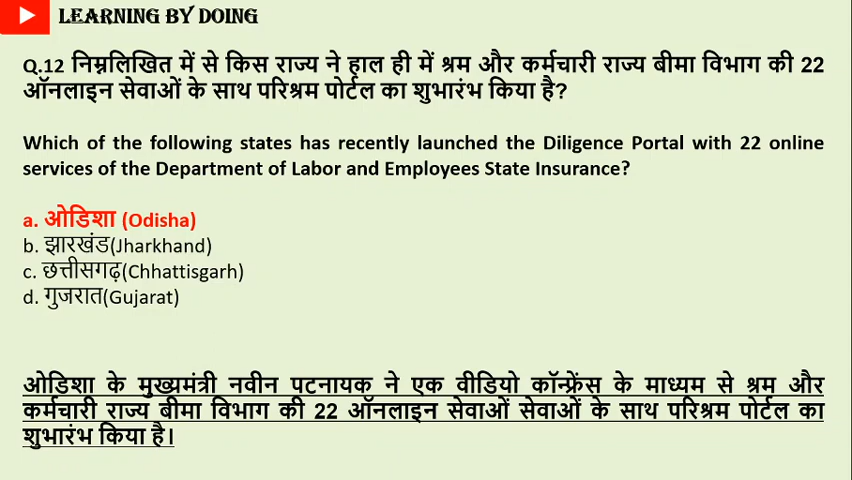 LEARNING BY DOING
Q.12 निम्नलिखित में से किस राज्य ने हाल ही में श्रम और कर्मचारी राज्य बीमा विभाग की 22
ऑनलाइन सेवाओं के साथ परिश्रम पोर्टल का शुभारंभ किया है?
Which of the following states has recently launched the Diligence Portal with 22 online
services of the Department of Labor and Employees State Insurance?
a. ओडिशा (Odisha)
b. झारखंड(Jharkhand)
c. छत्तीसगढ़(Chhattisgarh)
d. गुजरात(Gujarat)
ओडिशा के मुख्यमंत्री नवीन पटनायक ने एक वीडियो कॉन्फ्रेंस के माध्यम से श्रम और
कर्मचारी राज्य बीमा विभाग की 22 ऑनलाइन सेवाओं सेवाओं के साथ परिश्रम पोर्टल का
शुभारंभ किया है।